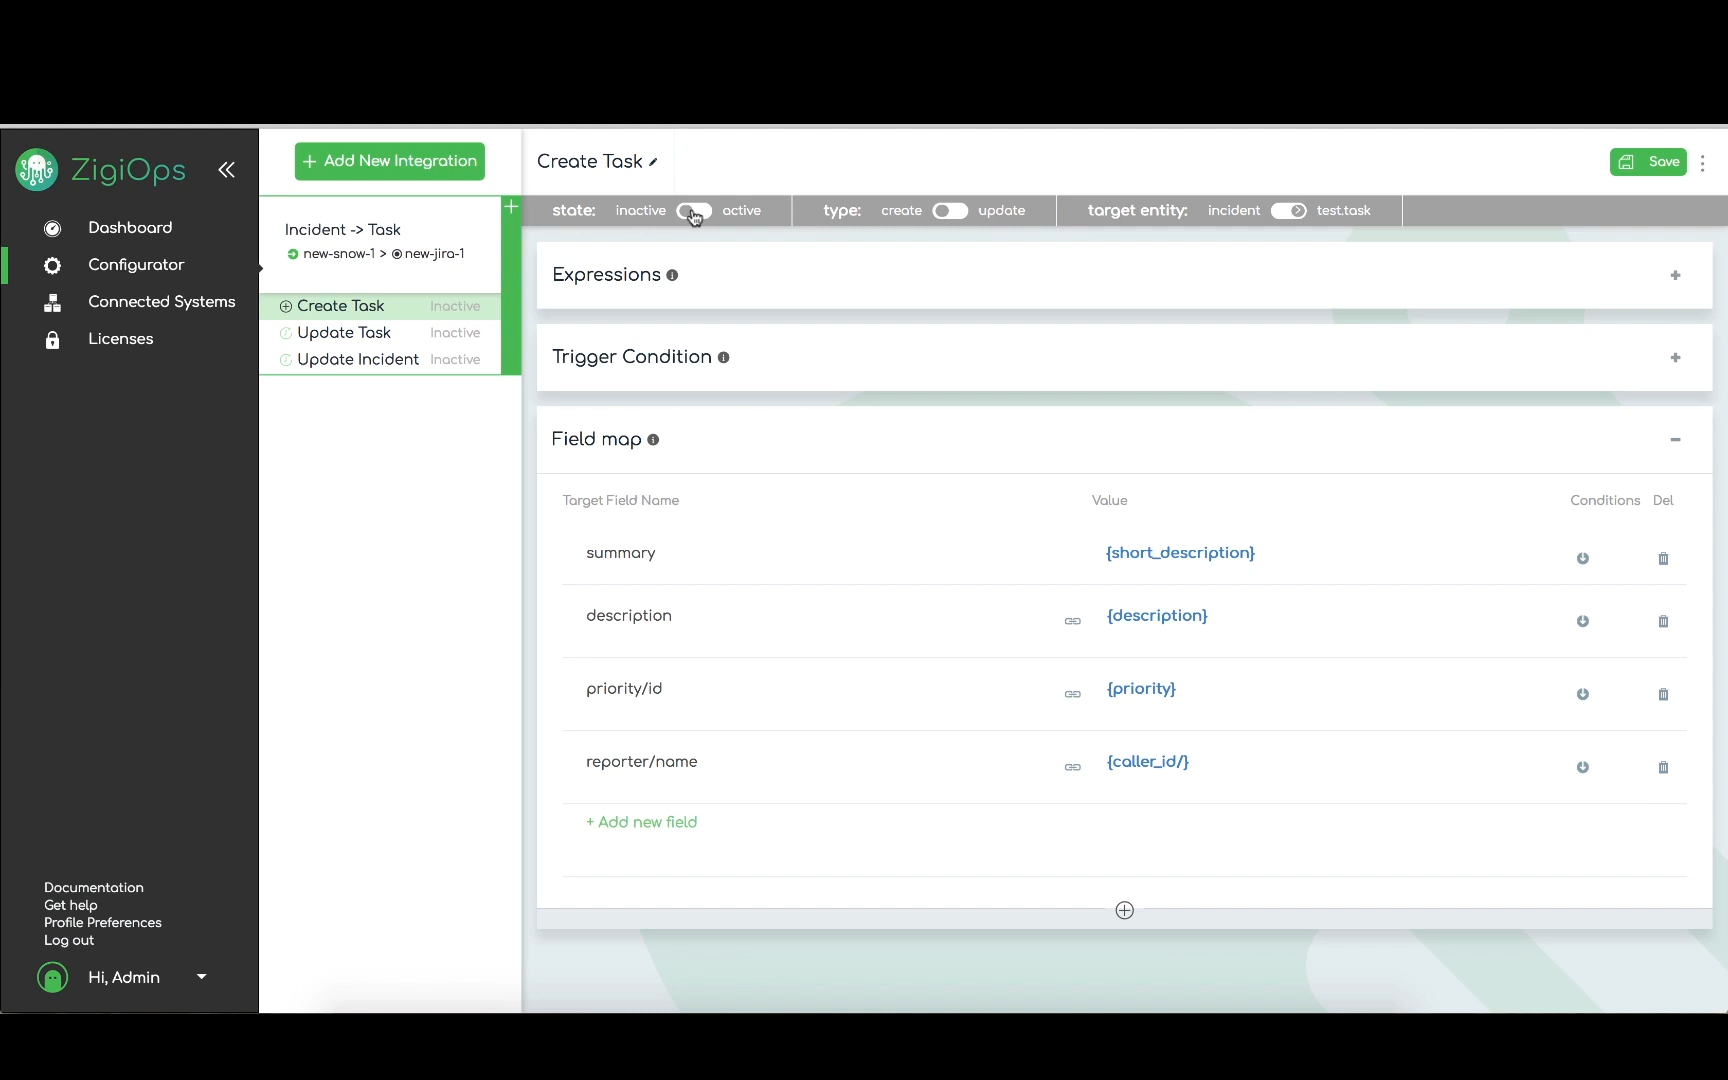 ZigiOps
Dashboard
Configurator
Connected Systems
Licenses
Documentation
Get help
Profile Preferences
Log out
Hi, Admin
+ Add New Integration
Incident -> Task
new-snow-1 > new-jira-1
Create Task Inactive
Update Task Inactive
Update Incident Inactive
Create Task
Save
state: inactive active type: create update target entity: incident test.task
Expressions
Trigger Condition
Field map
Target Field Name Value Conditions Del
summary {short_description}
description {description}
priority/id {priority}
reporter/name {caller_id/}
+ Add new field